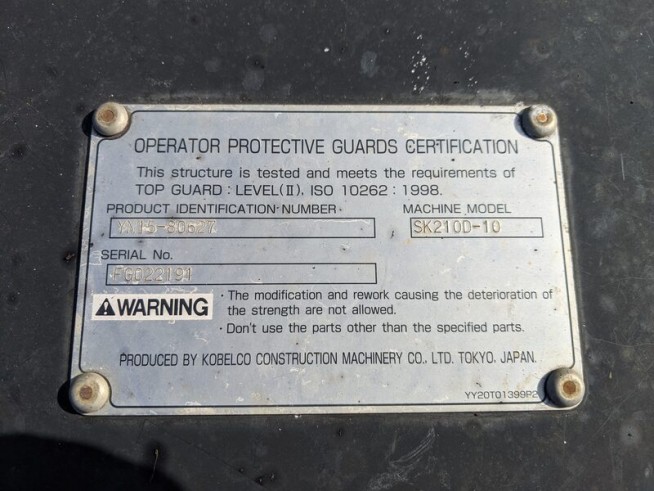 OPERATOR PROTECTIVE GUARDS CERTIFICATION
This structure is tested and meets the requirements of
TOP GUARD : LEVEL(Ⅱ), ISO 10262 : 1998.
PRODUCT IDENTIFICATION NUMBER
MACHINE MODEL
SK210D-10
SERIAL No.
FG022191
WARNING
· The modification and rework causing the deterioration of
the strength are not allowed.
· Don't use the parts other than the specified parts.
PRODUCED BY KOBELCO CONSTRUCTION MACHINERY CO., LTD. TOKYO, JAPAN.
YY20T01399P2